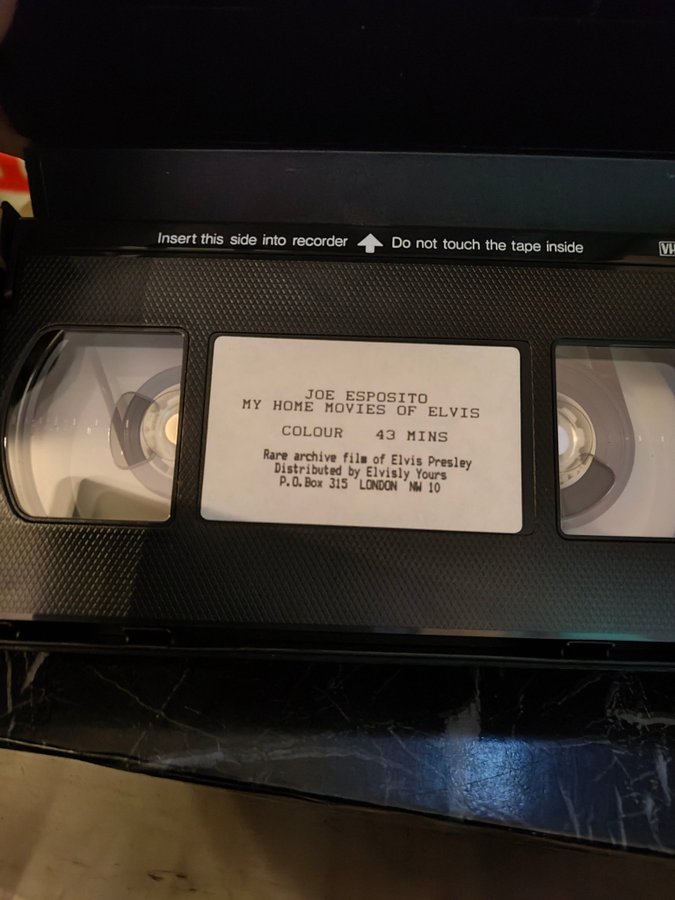 Insert this side into recorder Do not touch the tape inside
JOE ESPOSITO
MY HOME MOVIES OF ELVIS
COLOUR 43 MINS
Rare archive film of Elvis Presley
Distributed by Elvisly Yours
P.O.Box 315 LONDON NW 10